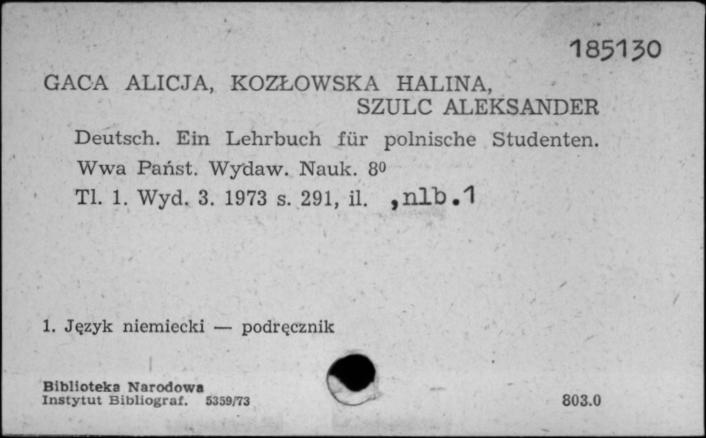 185130
GACA ALICJA, KOZŁOWSKA HALINA,
SZULC ALEKSANDER
Deutsch. Ein Lehrbuch für polnische Studenten.
Wwa Państ. Wydaw. Nauk. 8⁰
Tl. 1. Wyd. 3. 1973 s. 291, il. ,nlb.1
1. Język niemiecki — podręcznik
Biblioteka Narodowa
Instytut Bibliograf. 5359/73
803.0